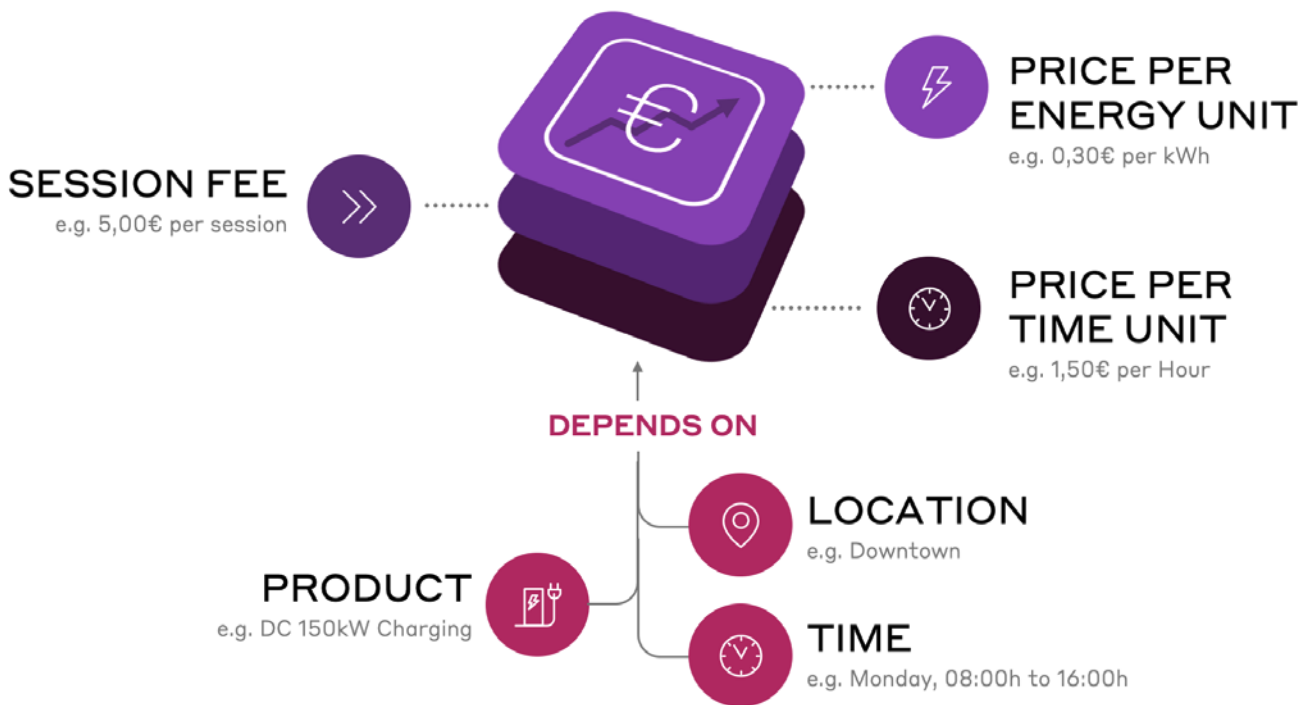 PRICE PER
ENERGY UNIT
e.g. 0,30€ per kWh
SESSION FEE
e.g. 5,00€ per session
€
PRICE PER
TIME UNIT
e.g. 1,50€ per Hour
DEPENDS ON
LOCATION
e.g. Downtown
PRODUCT
e.g. DC 150kW Charging
TIME
e.g. Monday, 08:00h to 16:00h